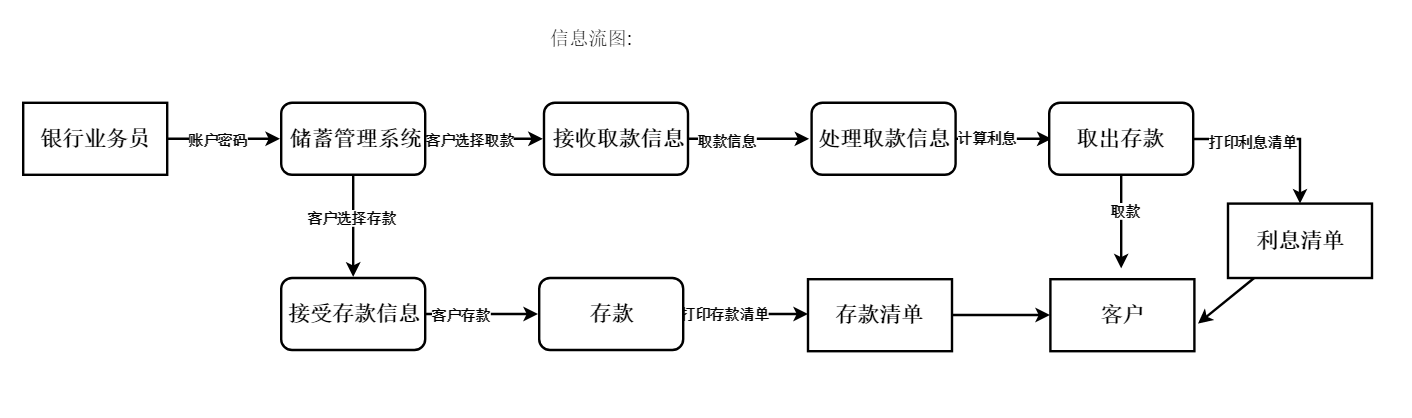 信息流图:
银行业务员
账户密码
储蓄管理系统
客户选择取款
接收取款信息
取款信息
处理取款信息
计算利息
取出存款
打印利息清单
客户选择存款
取款
利息清单
接受存款信息
客户存款
存款
打印存款清单
存款清单
客户